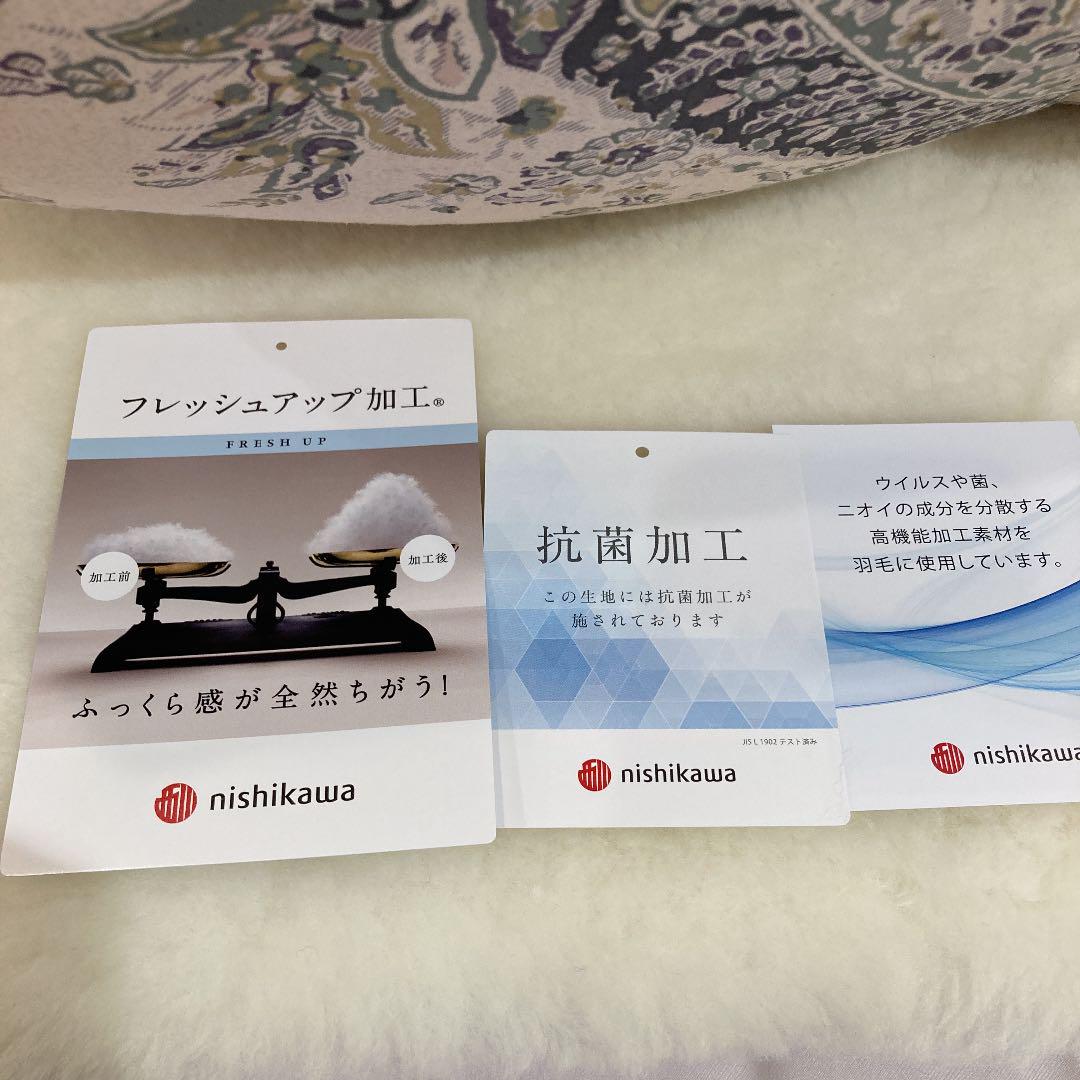 フレッシュアップ加工®
FRESH UP
加工前
加工後
ふっくら感が全然ちがう!
nishikawa
抗菌加工
この生地には抗菌加工が
施されております
JIS L 1902 テスト済み
nishikawa
ウイルスや菌、
ニオイの成分を分散する
高機能加工素材を
羽毛に使用しています。
nishikawa